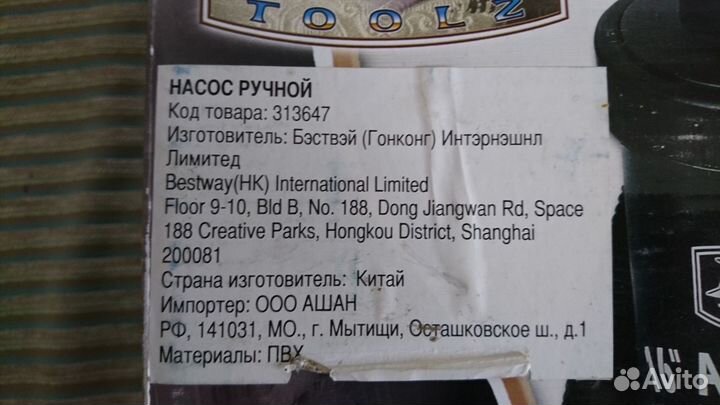 TOOLZ
НАСОС РУЧНОЙ
Код товара: 313647
Изготовитель: Бэствэй (Гонконг) Интэрнэшнл
Лимитед
Bestway(HK) International Limited
Floor 9-10, Bld B, No. 188, Dong Jiangwan Rd, Space
188 Creative Parks, Hongkou District, Shanghai
200081
Страна изготовитель: Китай
Импортер: ООО АШАН
РФ, 141031, МО., г. Мытищи, Осташковское ш., д.1
Материалы: ПВХ
Avito